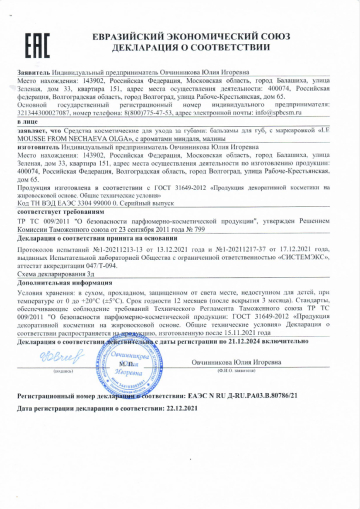 ЕАС
ЕВРАЗИЙСКИЙ ЭКОНОМИЧЕСКИЙ СОЮЗ
ДЕКЛАРАЦИЯ О СООТВЕТСТВИИ
Заявитель Индивидуальный предприниматель Овчинникова Юлия Игоревна
Место нахождения: 143902, Российская Федерация, Московская область, город Балашиха, улица
Зеленая, дом 33, квартира 151, адрес места осуществления деятельности: 400074, Российская
федерация, Волгоградская область, город Волгоград, улица Рабоче-Крестьянская, дом 65.
Основной государственный регистрационный номер индивидуального предпринимателя:
321344300027087, номер телефона: 8(800)775-47-53, адрес электронной почты: info@spbcsm.ru
в лице
заявляет, что Средства косметические для ухода за губами: бальзамы для губ, с маркировкой «LE
MOUSSE FROM NECHAEVA OLGA», с ароматами миндаля, малины
изготовитель Индивидуальный предприниматель Овчинникова Юлия Игоревна
Место нахождения: 143902, Российская Федерация, Московская область, город Балашиха, улица
Зеленая, дом 33, квартира 151, адрес места осуществления деятельности по изготовлению продукции:
400074, Российская федерация, Волгоградская область, город Волгоград, улица Рабоче-Крестьянская,
дом 65.
Продукция изготовлена в соответствии с ГОСТ 31649-2012 «Продукция декоративной косметики на
жировосковой основе. Общие технические условия»
Код ТН ВЭД ЕАЭС 3304 99000 0. Серийный выпуск
соответствует требованиям
ТР ТС 009/2011 "О безопасности парфюмерно-косметической продукции", утвержден Решением
Комиссии Таможенного союза от 23 сентября 2011 года № 799
Декларация о соответствии принята на основании
Протоколов испытаний №1-20211213-13 от 13.12.2021 года и №1-20211217-37 от 17.12.2021 года,
выданных Испытательной лабораторией Общества с ограниченной ответственностью «СИСТЕМЭКС»,
аттестат аккредитации 047/Т-094.
Схема декларирования 3д
Дополнительная информация
Условия хранения: в сухом, прохладном, защищенном от света месте, недоступном для детей, при
температуре от 0 до +20°С (±5°С). Срок годности 12 месяцев (после вскрытия 3 месяца). Стандарты,
обеспечивающие соблюдение требований Технического Регламента Таможенного союза ТР ТС
009/2011 "О безопасности парфюмерно-косметической продукции: ГОСТ 31649-2012 «Продукция
декоративной косметики на жировосковой основе. Общие технические условия» Декларация о
соответствии распространяется на продукцию, изготовленную после 15.11.2021 года
Декларация о соответствии действительна с даты регистрации по 21.12.2024 включительно
Овчинникова
М.П.
Юлия
Игоревна
Овчинникова Юлия Игоревна
(подпись)
(Ф.И.О. заявителя)
Регистрационный номер декларации о соответствии: ЕАЭС N RU Д-RU.РА03.В.80786/21
Дата регистрации декларации о соответствии: 22.12.2021